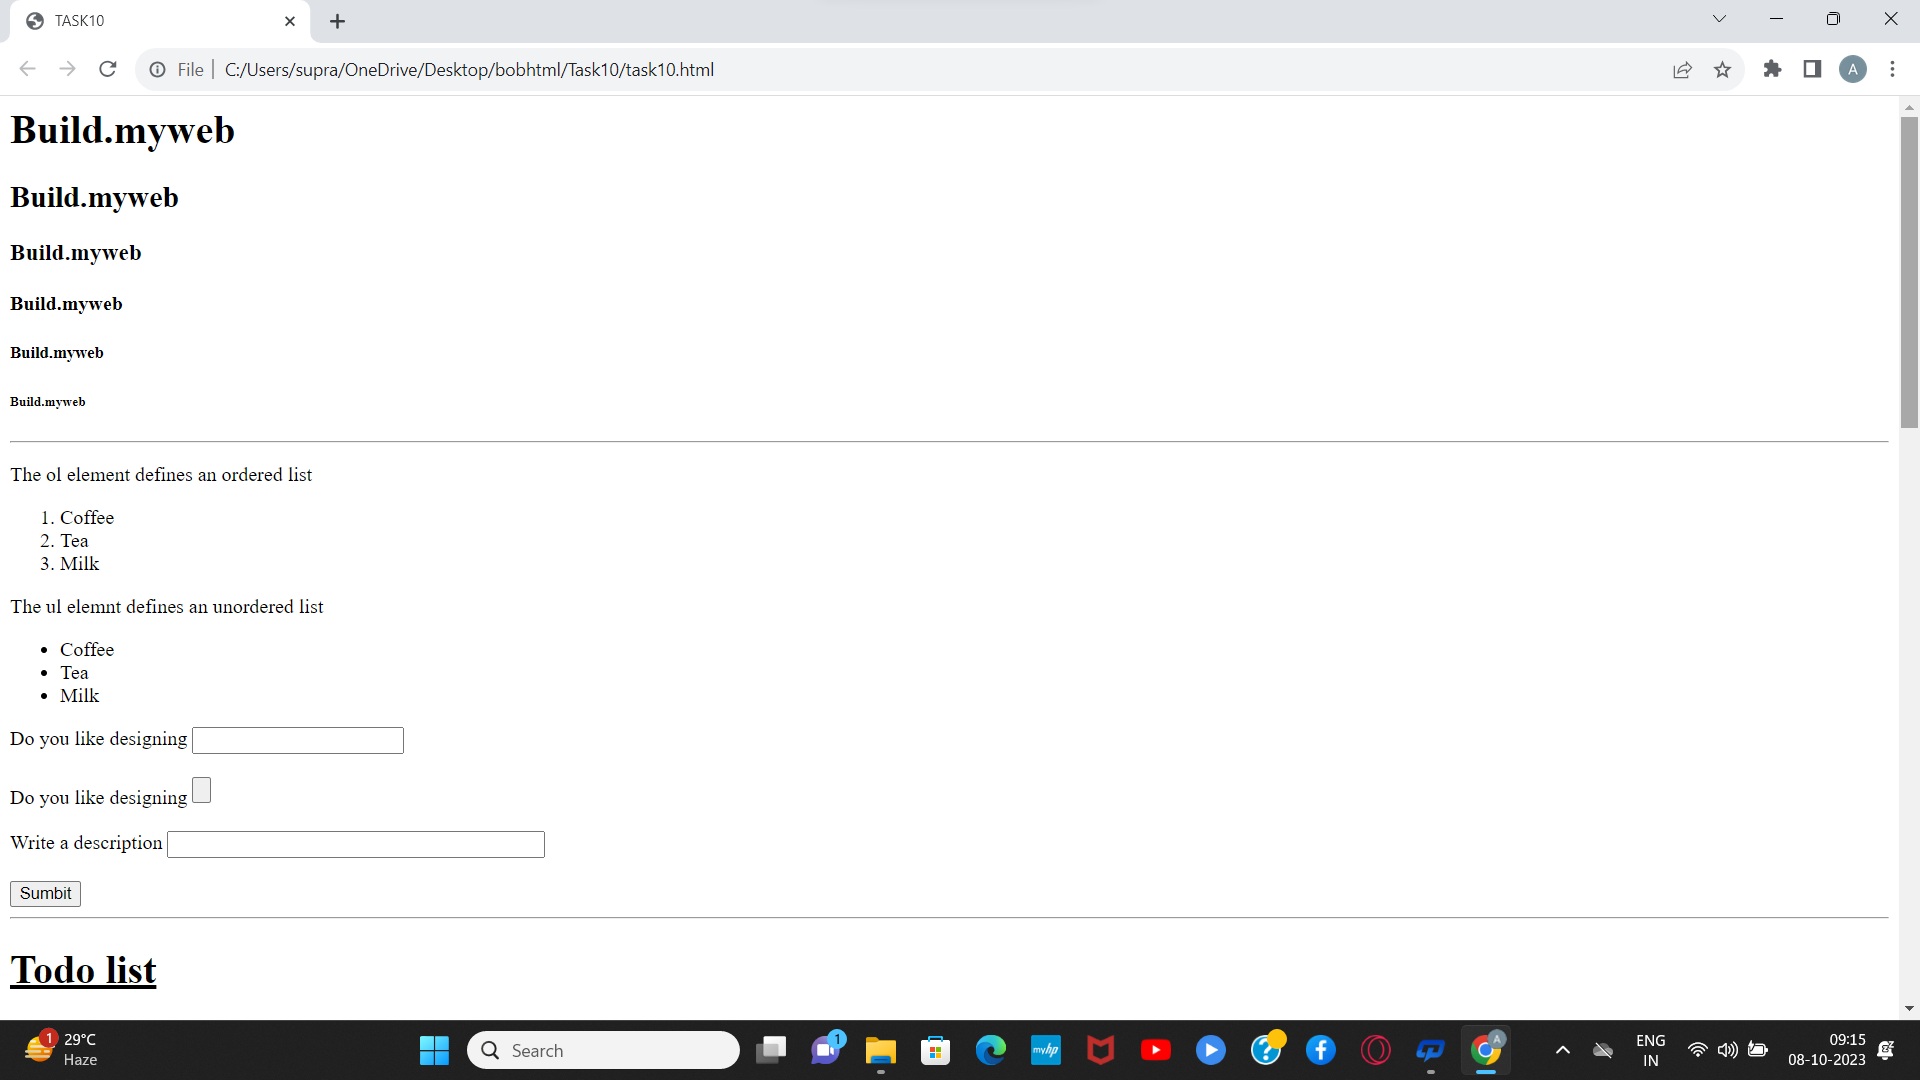 TASK10
File
C:/Users/supra/OneDrive/Desktop/bobhtml/Task10/task10.html
A
Build.myweb
Build.myweb
Build.myweb
Build.myweb
Build.myweb
Build.myweb
The ol element defines an ordered list
1. Coffee
2. Tea
3. Milk
The ul elemnt defines an unordered list
• Coffee
• Tea
• Milk
Do you like designing
Do you like designing
Write a description
Sumbit
Todo list
1
29°C
Haze
Search
1
myhp
A
ENG
IN
09:15
08-10-2023